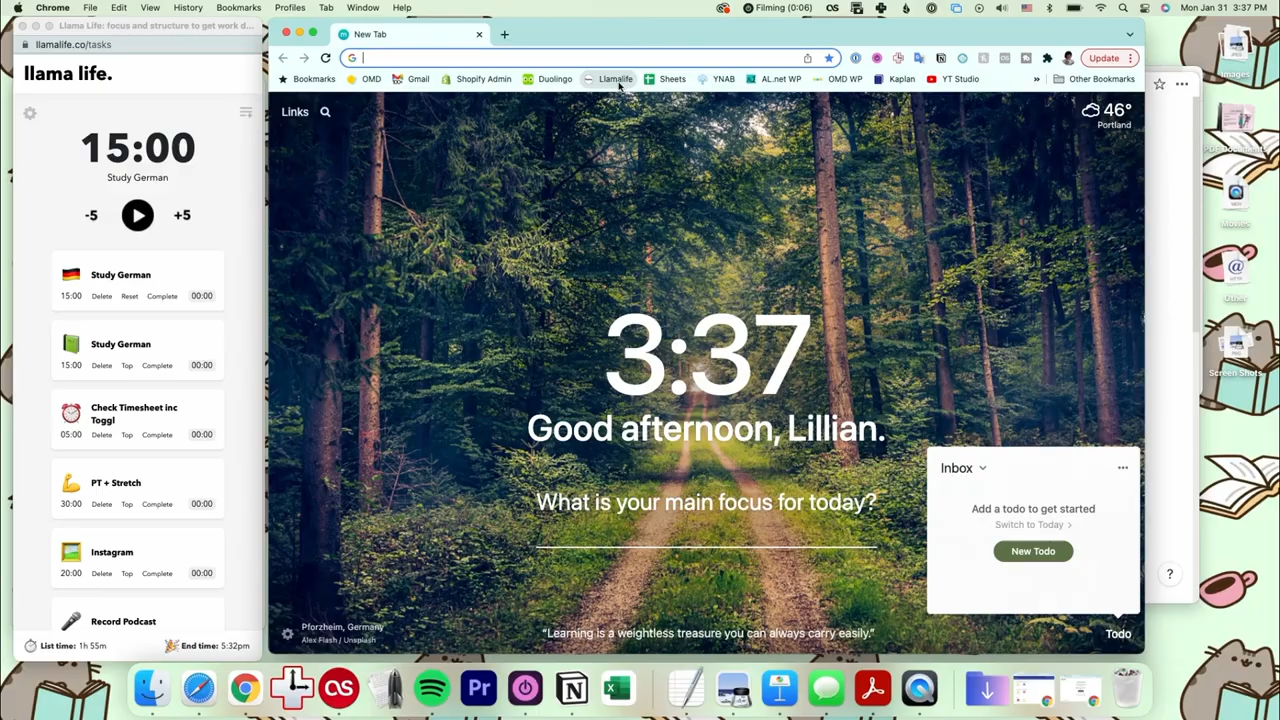 Chrome File Edit View History Bookmarks Profiles Tab Window Help
Filming (0:06)
Mon Jan 31 3:37 PM
Llama Life: focus and structure to get work d...
llamalife.co/tasks
llama life.
15:00
Study German
-5
+5
Study German
15:00 Delete Reset Complete 00:00
Study German
15:00 Delete Top Complete 00:00
Check Timesheet inc
Toggl
05:00 Delete Top Complete 00:00
PT + Stretch
30:00 Delete Top Complete 00:00
Instagram
20:00 Delete Top Complete 00:00
Record Podcast
List time: 1h 55m
End time: 5:32pm
New Tab
Update
Bookmarks OMD Gmail Shopify Admin Duolingo Llamalife Sheets YNAB AL.net WP OMD WP Kaplan YT Studio » Other Bookmarks
Links
46°
Portland
3:37
Good afternoon, Lillian.
What is your main focus for today?
Inbox
Add a todo to get started
Switch to Today >
New Todo
Todo
Pforzheim, Germany
Alex Flash / Unsplash
“Learning is a weightless treasure you can always carry easily.”
?
Images
PDF Documents
Movies
Other
Screen Shots